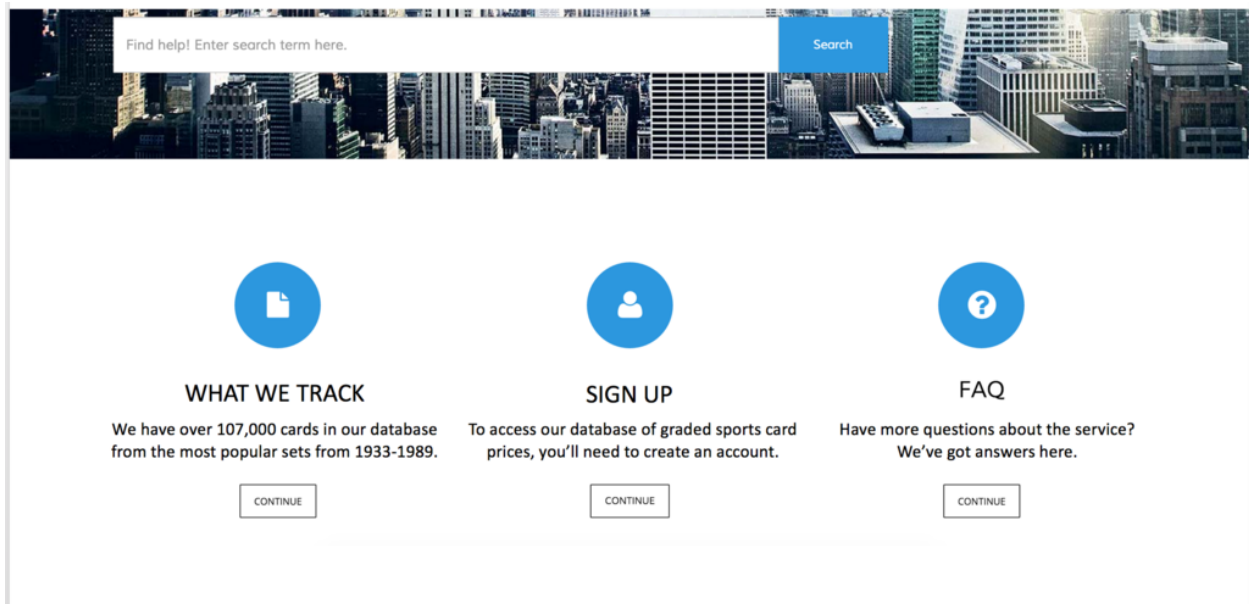 Find help! Enter search term here.
Search
WHAT WE TRACK
We have over 107,000 cards in our database
from the most popular sets from 1933-1989.
CONTINUE
SIGN UP
To access our database of graded sports card
prices, you'll need to create an account.
CONTINUE
FAQ
Have more questions about the service?
We've got answers here.
CONTINUE